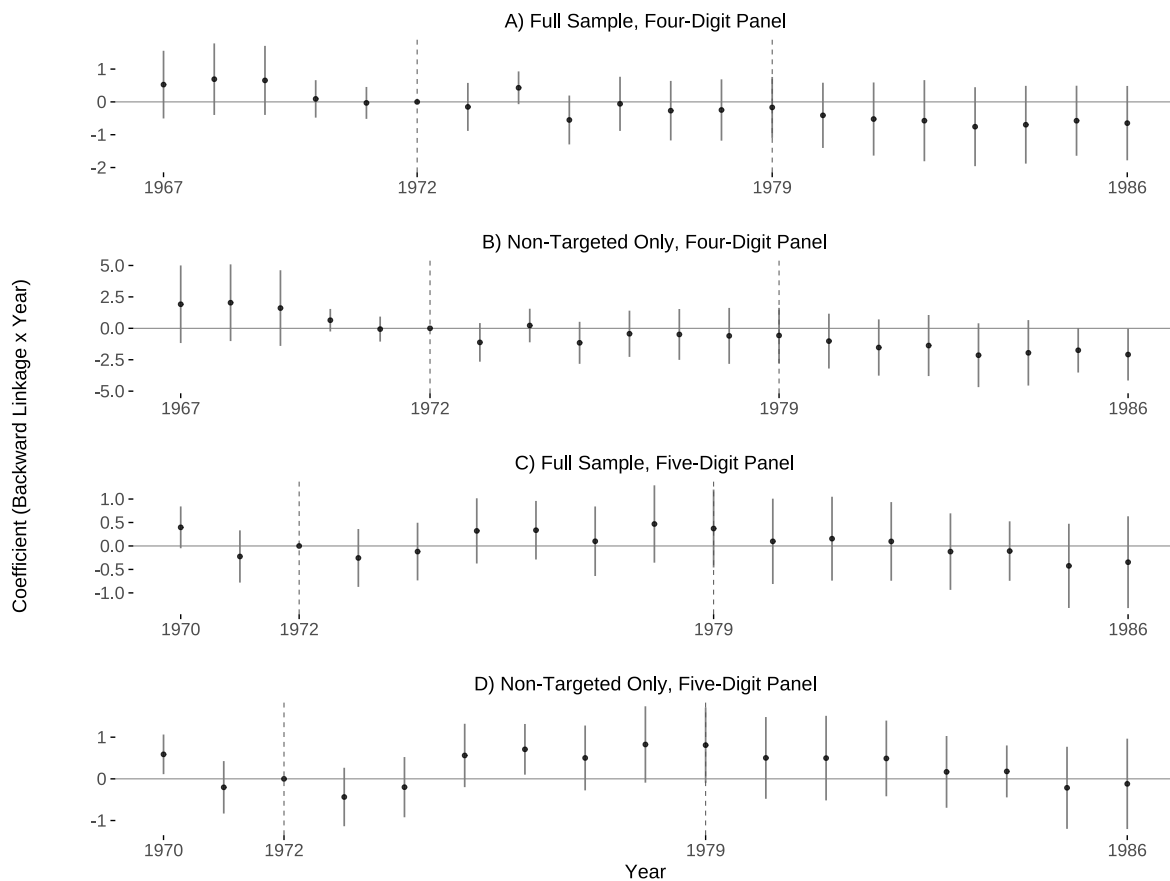 A) Full Sample, Four-Digit Panel
1
0
-1
-2
1967 1972 1979 1986
B) Non-Targeted Only, Four-Digit Panel
5.0
2.5
0.0
-2.5
-5.0
1967 1972 1979 1986
C) Full Sample, Five-Digit Panel
1.0
0.5
0.0
-0.5
-1.0
1970 1972 1979 1986
D) Non-Targeted Only, Five-Digit Panel
1
0
-1
1970 1972 1979 1986
Year
Coefficient (Backward Linkage x Year)